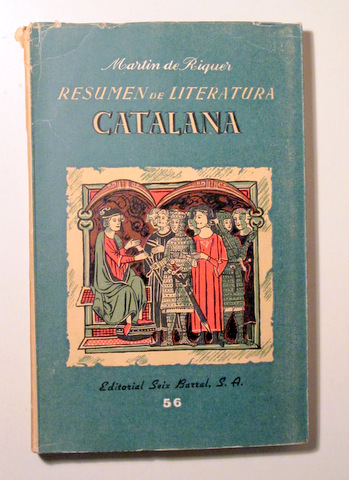 Martín de Riquer
RESUMEN DE LITERATURA
CATALANA
Editorial Seix Barral, S. A.
56